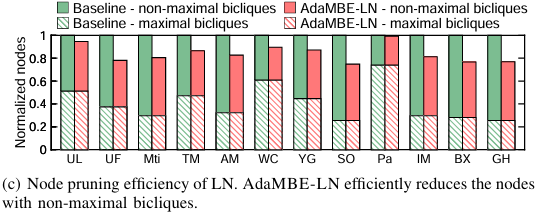 Baseline - non-maximal bicliques AdaMBE-LN - non-maximal bicliques
Baseline - maximal bicliques AdaMBE-LN - maximal bicliques
Normalized nodes
1
0.8
0.6
0.4
0.2
0
UL UF Mti TM AM WC YG SO Pa IM BX GH
(c) Node pruning efficiency of LN. AdaMBE-LN efficiently reduces the nodes
with non-maximal bicliques.